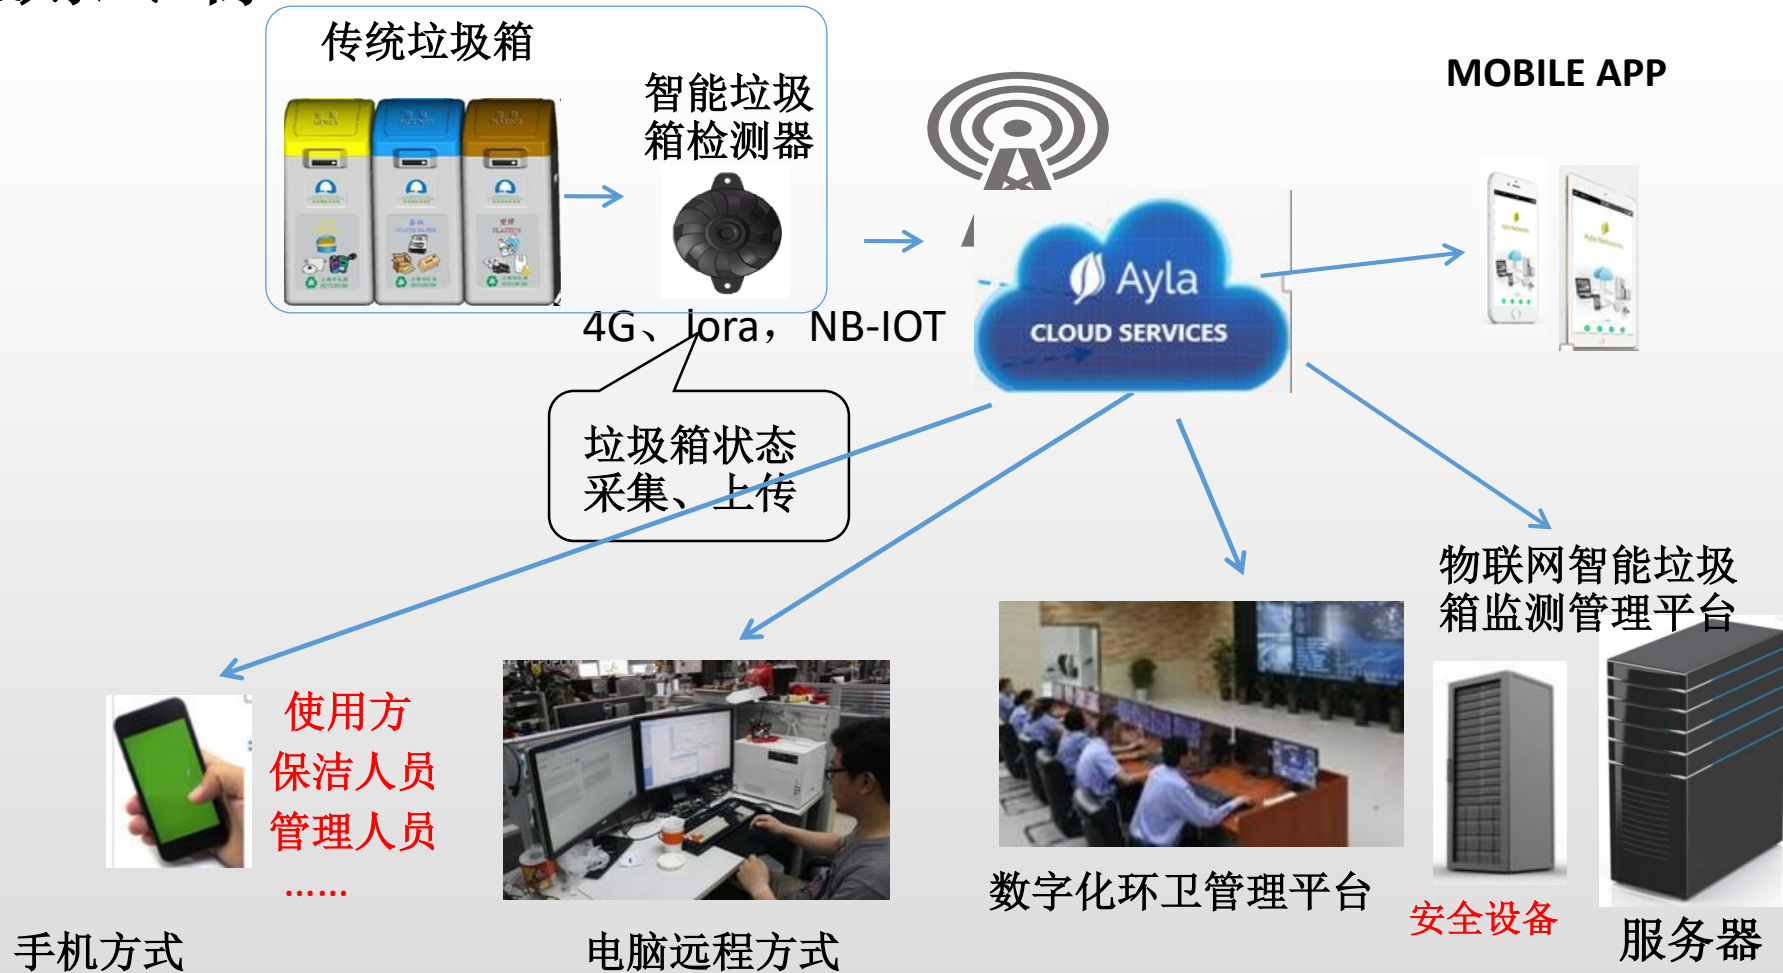 传统垃圾箱
智能垃圾
箱检测器
MOBILE APP
Ayla
CLOUD SERVICES
4G、lora，NB-IOT
垃圾箱状态
采集、上传
物联网智能垃圾
箱监测管理平台
使用方
保洁人员
管理人员
……
数字化环卫管理平台
安全设备
服务器
手机方式
电脑远程方式